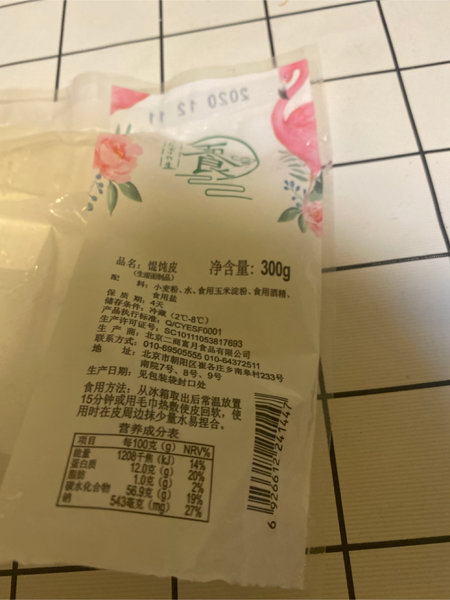 2020 12 11
品名：馄饨皮
(生湿面制品)
净含量：300g
配料：小麦粉、水、食用玉米淀粉、食用酒精、
食用盐
保质期：4天
储存条件：冷藏（2℃-8℃）
产品执行标准：Q/CYESF0001
生产许可证号：SC10111053817693
生产商：北京二商富月食品有限公司
联系方式：010-69505555 010-64372511
地址：北京市朝阳区崔各庄乡南皋村233号
南院7号、8号、9号
生产日期：见包装袋封口处
食用方法：从冰箱取出后常温放置
15分钟或用毛巾热敷使皮回软，使
用时在皮周边抹少量水易捏合。
营养成分表
项目 每100克(g) NRV%
能量 1208千焦(kJ) 14%
蛋白质 12.0克(g) 20%
脂肪 1.0克(g) 2%
碳水化合物 56.9克(g) 19%
钠 543毫克(mg) 27%
6926612241447